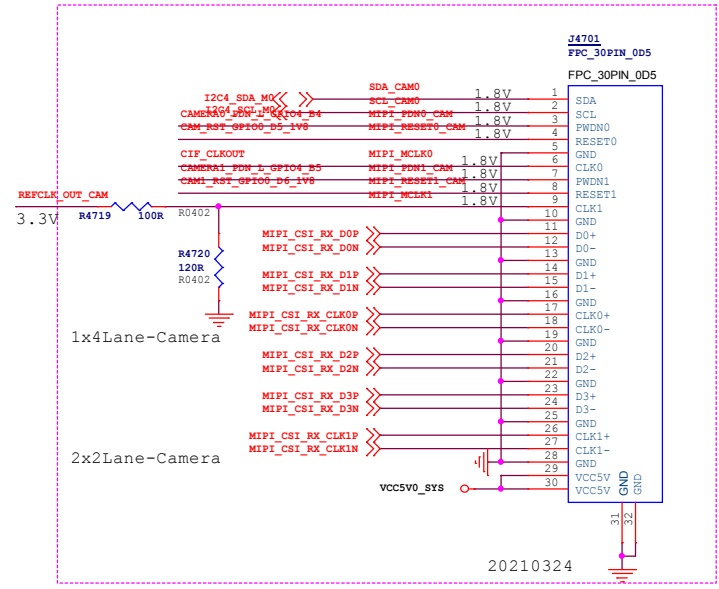 J4701
FPC_30PIN_0D5
FPC_30PIN_0D5
SDA_CAM0
I2C4_SDA_M0 1.8V 1 SDA
SCL_CAM0
I2C4_SCL_M0 1.8V 2 SCL
CAMERA0_PDN_L_GPIO4_B4 MIPI_PDN0_CAM 1.8V 3 PWDN0
CAM_RST_GPIO0_D5_1V8 MIPI_RESET0_CAM 1.8V 4 RESET0
5 GND
CIF_CLKOUT MIPI_MCLK0 1.8V 6 CLK0
CAMERA1_PDN_L_GPIO4_B5 MIPI_PDN1_CAM 1.8V 7 PWDN1
CAM1_RST_GPIO0_D6_1V8 MIPI_RESET1_CAM 1.8V 8 RESET1
REFCLK_OUT_CAM MIPI_MCLK1 1.8V 9 CLK1
3.3V R4719 100R R0402
10 GND
MIPI_CSI_RX_D0P 11 D0+
MIPI_CSI_RX_D0N 12 D0-
R4720
120R
R0402
13 GND
MIPI_CSI_RX_D1P 14 D1+
MIPI_CSI_RX_D1N 15 D1-
16 GND
MIPI_CSI_RX_CLK0P 17 CLK0+
MIPI_CSI_RX_CLK0N 18 CLK0-
1x4Lane-Camera
19 GND
MIPI_CSI_RX_D2P 20 D2+
MIPI_CSI_RX_D2N 21 D2-
22 GND
MIPI_CSI_RX_D3P 23 D3+
MIPI_CSI_RX_D3N 24 D3-
25 GND
MIPI_CSI_RX_CLK1P 26 CLK1+
MIPI_CSI_RX_CLK1N 27 CLK1-
2x2Lane-Camera
28 GND
29 VCC5V
VCC5V0_SYS 30 VCC5V
GND
GND
31
32
20210324